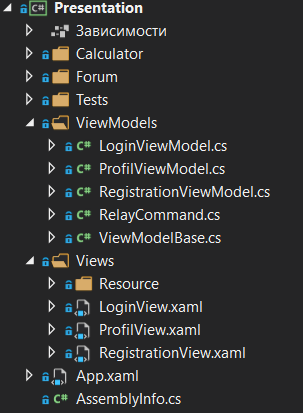 C# Presentation
Зависимости
Calculator
Forum
Tests
ViewModels
C# LoginViewModel.cs
C# ProfilViewModel.cs
C# RegistrationViewModel.cs
C# RelayCommand.cs
C# ViewModelBase.cs
Views
Resource
LoginView.xaml
ProfilView.xaml
RegistrationView.xaml
App.xaml
C# AssemblyInfo.cs